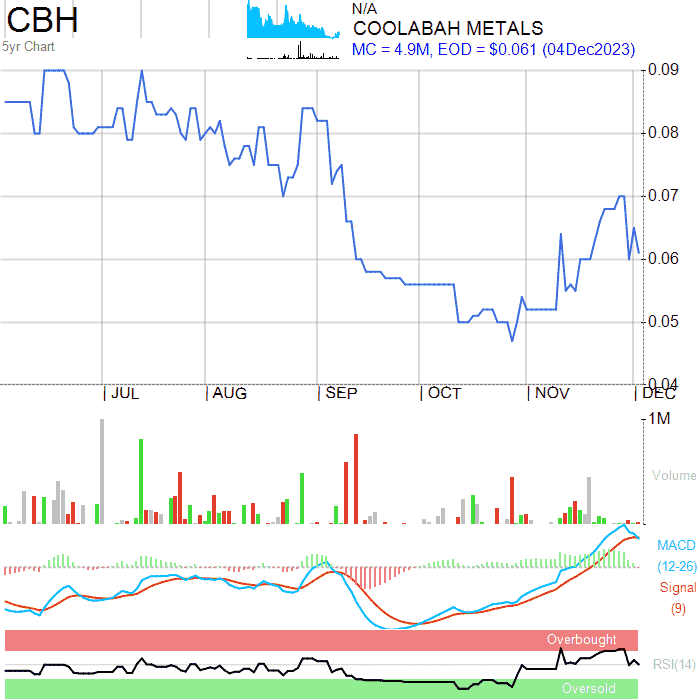 CBH
5yr Chart
N/A
COOLABAH METALS
MC = 4.9M, EOD = $0.061 (04Dec2023)
0.09
0.08
0.07
0.06
0.05
0.04
JUL AUG SEP OCT NOV DEC
1M
Volume
MACD
(12-26)
Signal
(9)
Overbought
RSI(14)
Oversold